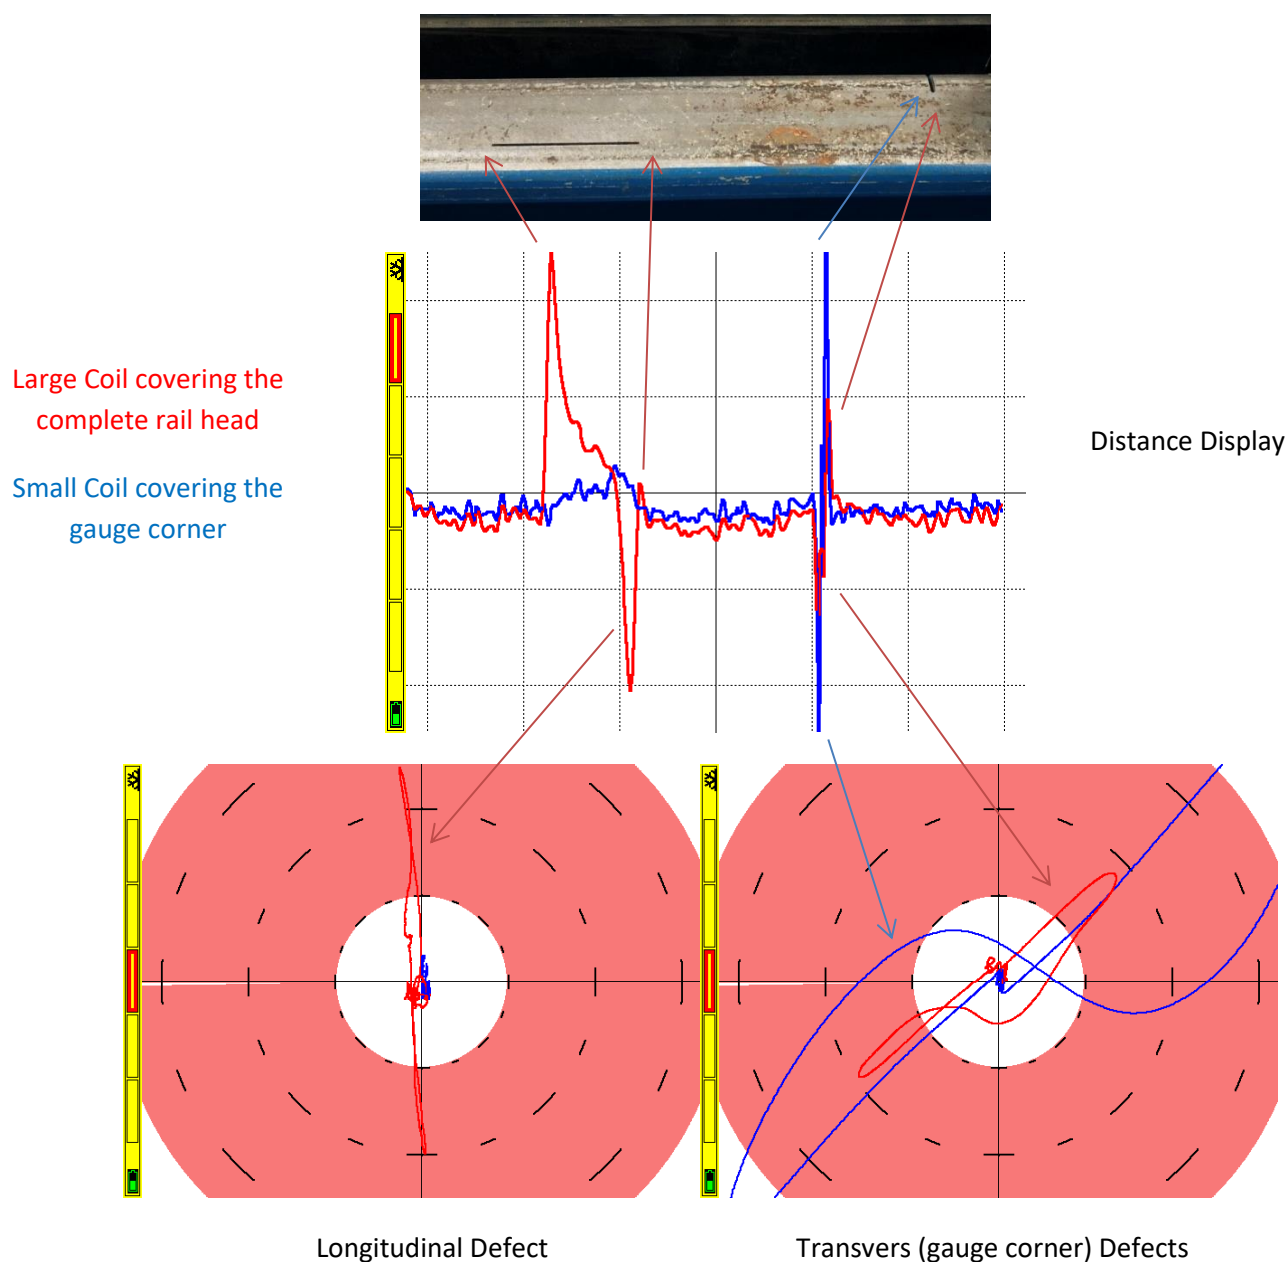 Large Coil covering the
complete rail head
Small Coil covering the
gauge corner
Distance Display
Longitudinal Defect
Transvers (gauge corner) Defects